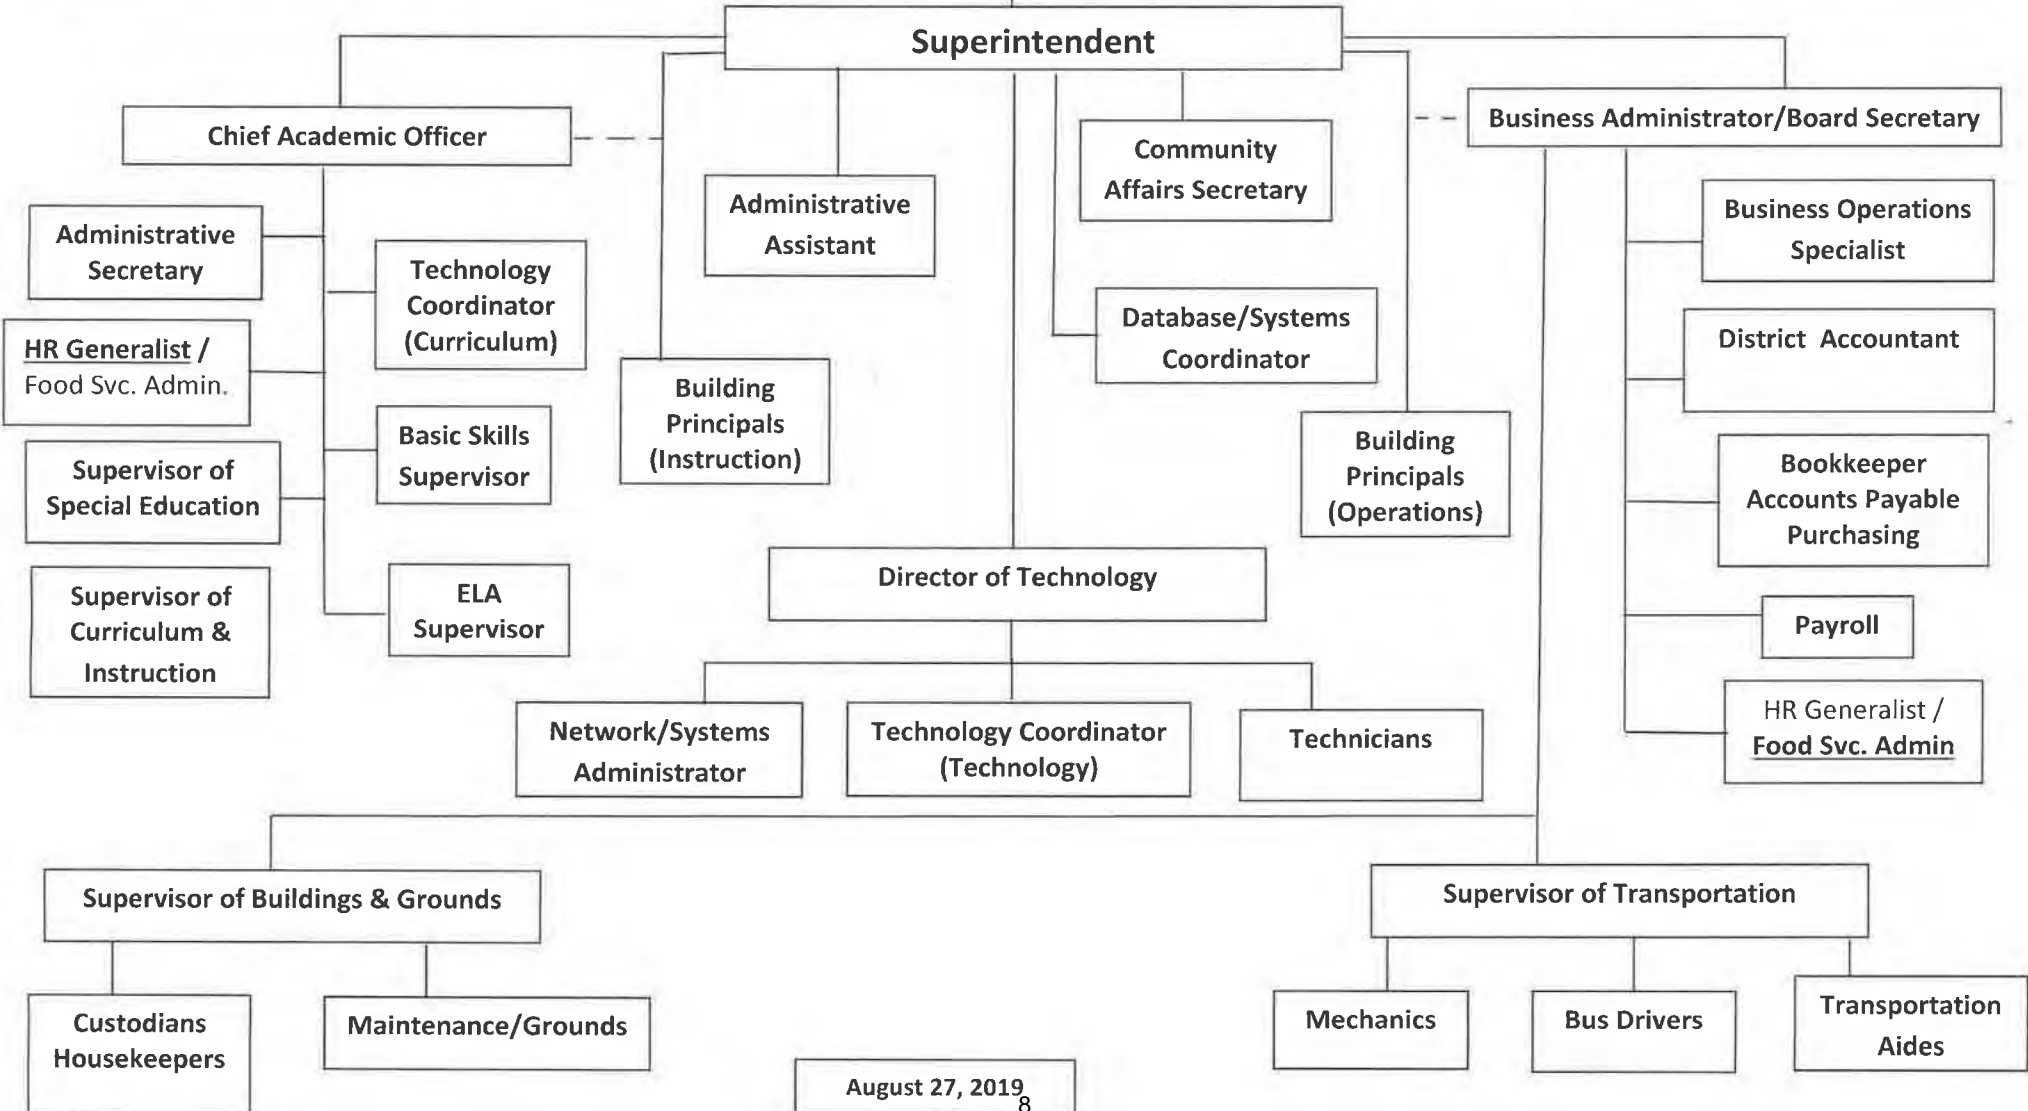 Superintendent
Chief Academic Officer
Business Administrator/Board Secretary
Administrative
Secretary
HR Generalist /
Food Svc. Admin.
Supervisor of
Special Education
Supervisor of
Curriculum &
Instruction
Technology
Coordinator
(Curriculum)
Basic Skills
Supervisor
ELA
Supervisor
Building
Principals
(Instruction)
Administrative
Assistant
Community
Affairs Secretary
Database/Systems
Coordinator
Building
Principals
(Operations)
Business Operations
Specialist
District Accountant
Bookkeeper
Accounts Payable
Purchasing
Payroll
HR Generalist /
Food Svc. Admin
Director of Technology
Network/Systems
Administrator
Technology Coordinator
(Technology)
Technicians
Supervisor of Buildings & Grounds
Custodians
Housekeepers
Maintenance/Grounds
Supervisor of Transportation
Mechanics
Bus Drivers
Transportation
Aides
August 27, 2019
8